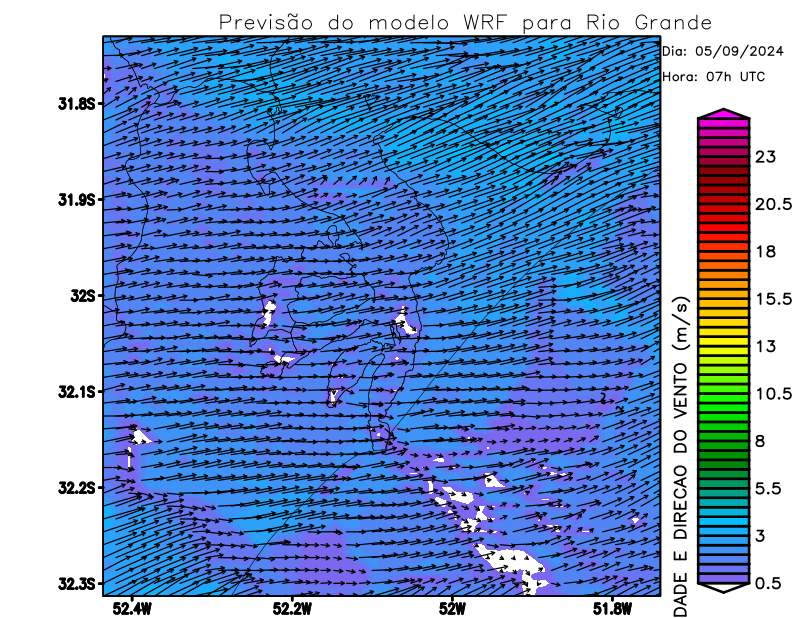 Previsão do modelo WRF para Rio Grande
Dia: 05/09/2024
Hora: 07h UTC
31.8S
31.9S
32S
32.1S
32.2S
32.3S
52.4W
52.2W
52W
51.8W
23
20.5
18
15.5
13
10.5
8
5.5
3
0.5
DADE E DIRECAO DO VENTO (m/s)